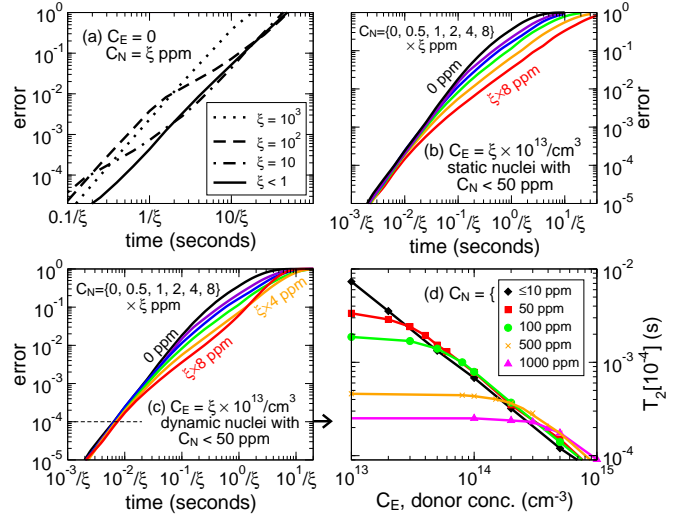 (a) C_E = 0
C_N = ξ ppm
error
10^0
10^-1
10^-2
10^-3
10^-4
ξ = 10^3
ξ = 10^2
ξ = 10
ξ < 1
0.1/ξ
1/ξ
10/ξ
time (seconds)
C_N={0, 0.5, 1, 2, 4, 8}
× ξ ppm
0 ppm
ξ×8 ppm
(b) C_E = ξ × 10^13/cm^3
static nuclei with
C_N < 50 ppm
10^0
10^-1
10^-2
10^-3
10^-4
10^-5
error
10^-3/ξ
10^-2/ξ
10^-1/ξ
10^0/ξ
10^1/ξ
time (seconds)
error
10^0
10^-1
10^-2
10^-3
10^-4
10^-5
C_N={0, 0.5, 1, 2, 4, 8}
× ξ ppm
0 ppm
ξ×4 ppm
ξ×8 ppm
(c) C_E = ξ × 10^13/cm^3
dynamic nuclei with
C_N < 50 ppm
10^-3/ξ
10^-2/ξ
10^-1/ξ
10^0/ξ
10^1/ξ
time (seconds)
(d) C_N = {
≤10 ppm
50 ppm
100 ppm
500 ppm
1000 ppm
10^-2
10^-3
10^-4
T_2[10^-4] (s)
10^13
10^14
10^15
C_E, donor conc. (cm^-3)